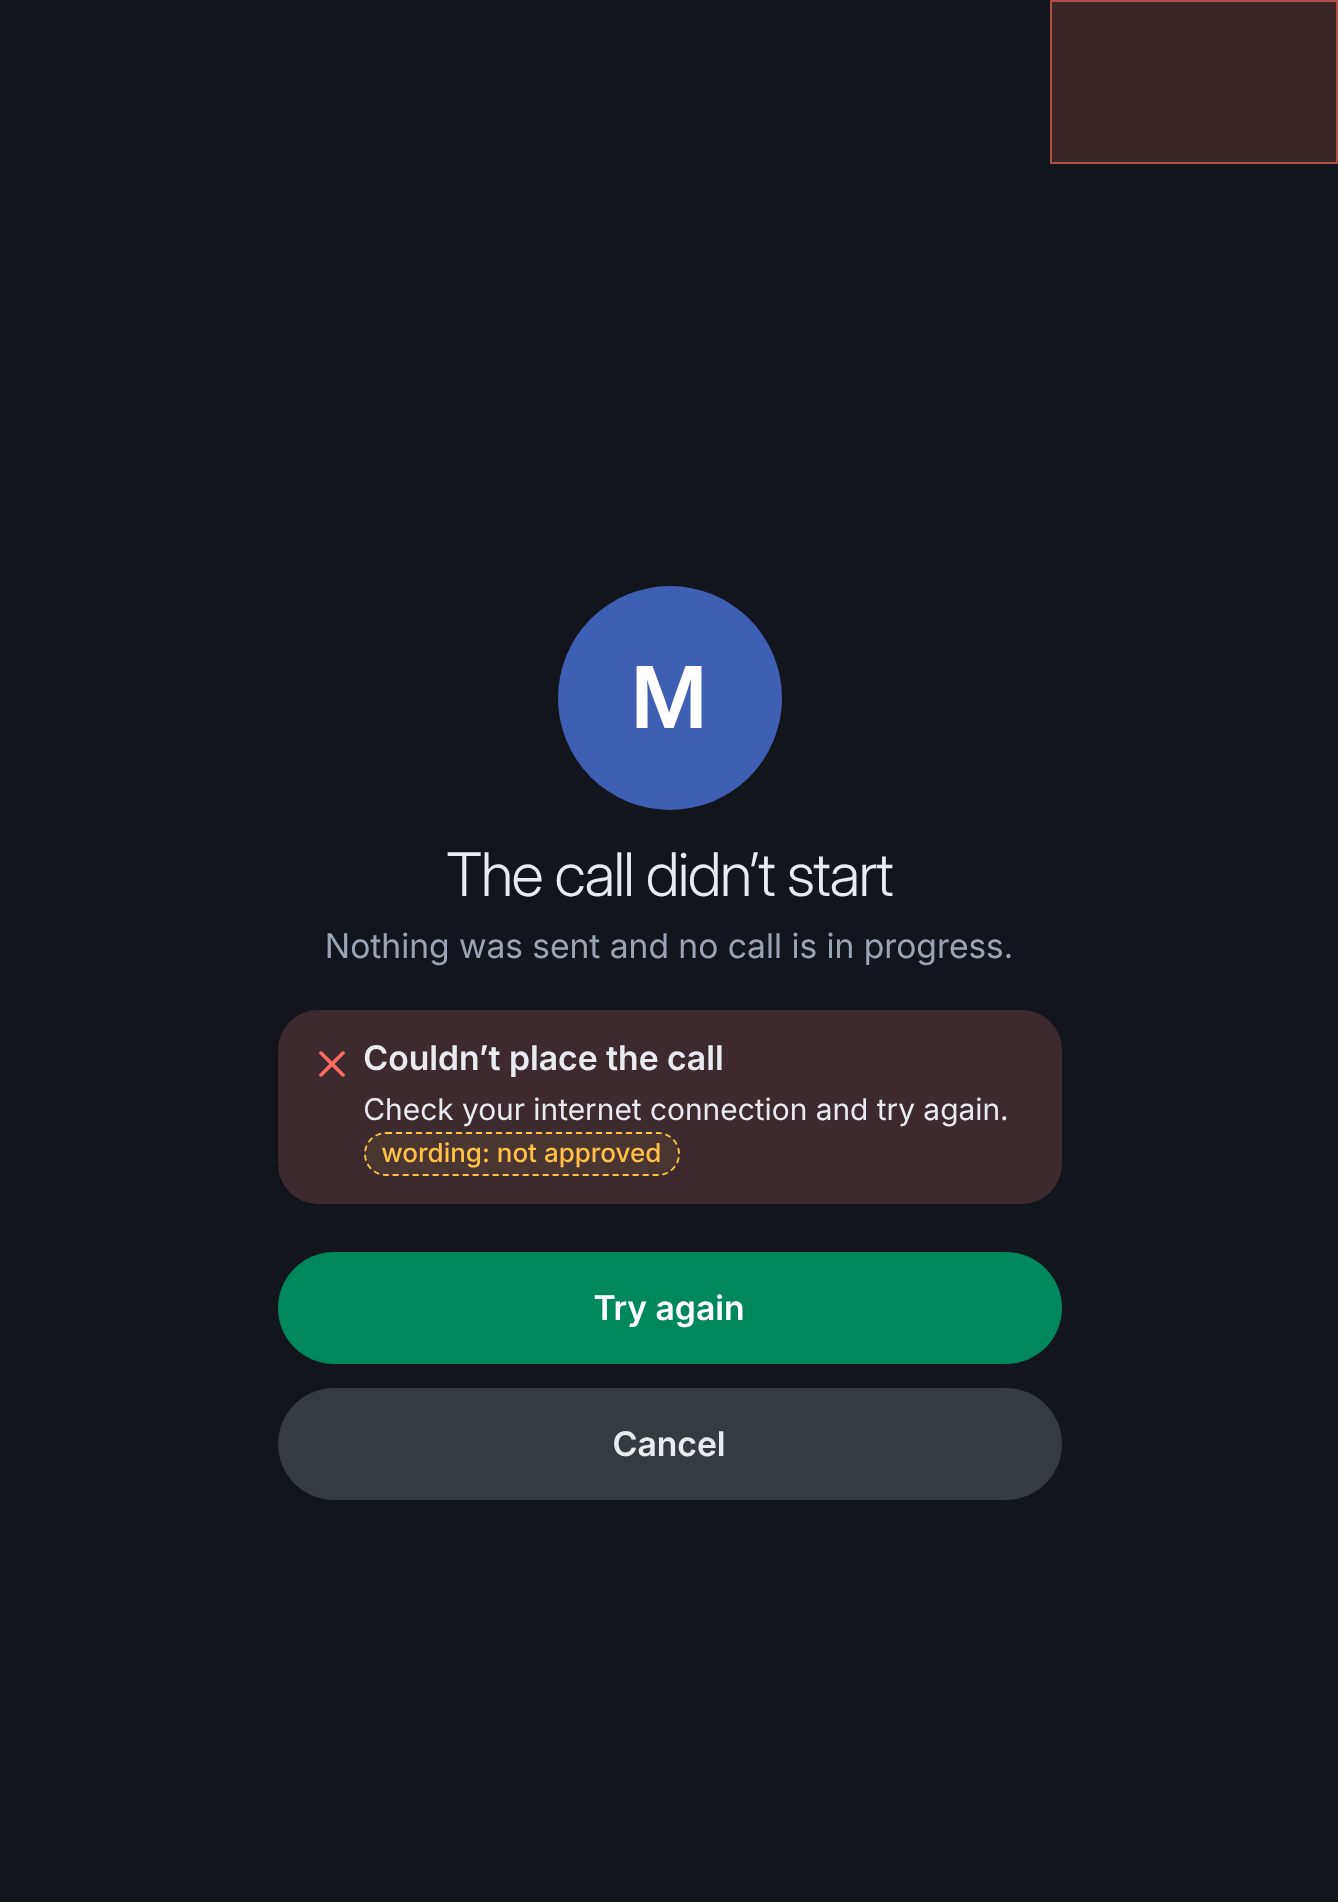 M
The call didn’t start
Nothing was sent and no call is in progress.
Couldn’t place the call
Check your internet connection and try again.
wording: not approved
Try again
Cancel